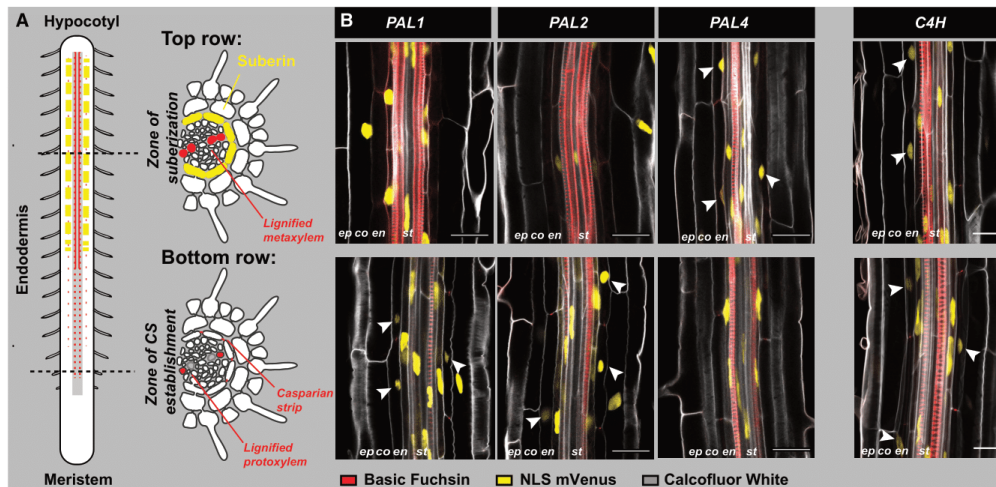 A
Hypocotyl
Endodermis
Meristem
Top row:
Suberin
Zone of
suberization
Lignified
metaxylem
Bottom row:
Zone of CS
establishment
Casparian
strip
Lignified
protoxylem
B
PAL1
PAL2
PAL4
C4H
ep co en st
ep co en st
ep co en st
ep co en st
ep co en st
ep co en st
ep co en st
ep co en st
Basic Fuchsin
NLS mVenus
Calcofluor White